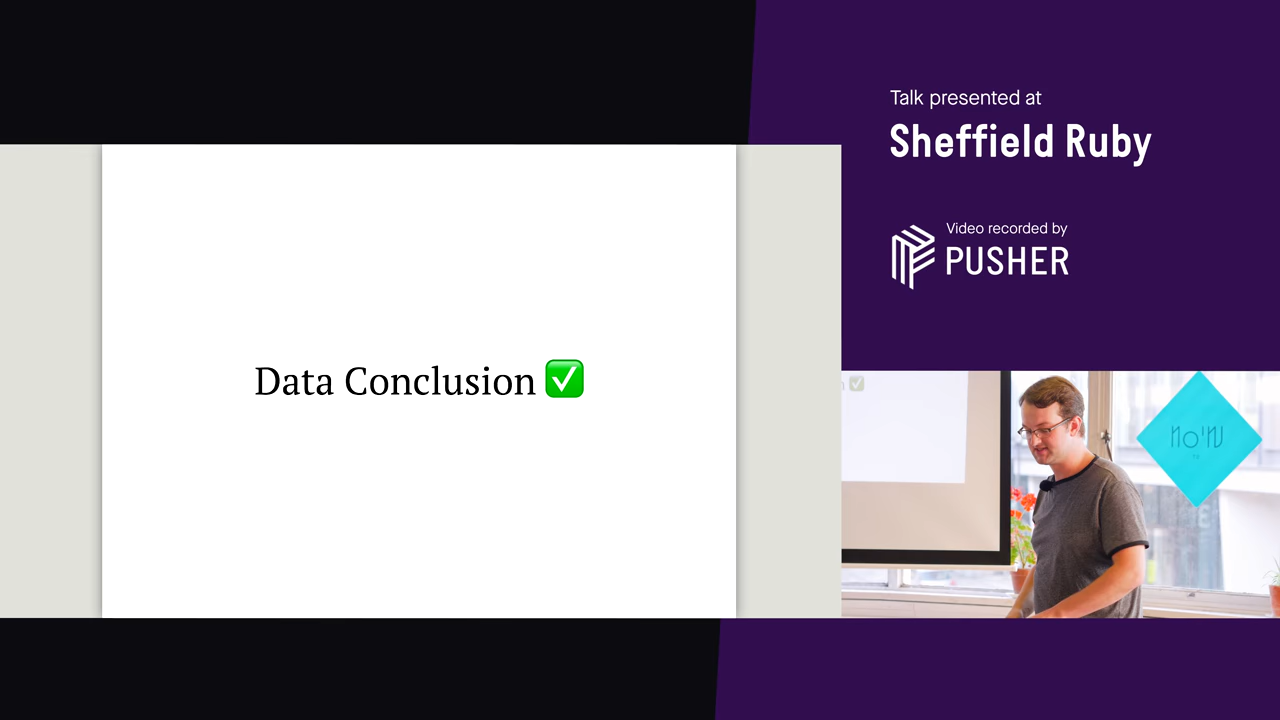 Talk presented at
Sheffield Ruby
Video recorded by
PUSHER
Data Conclusion ✅